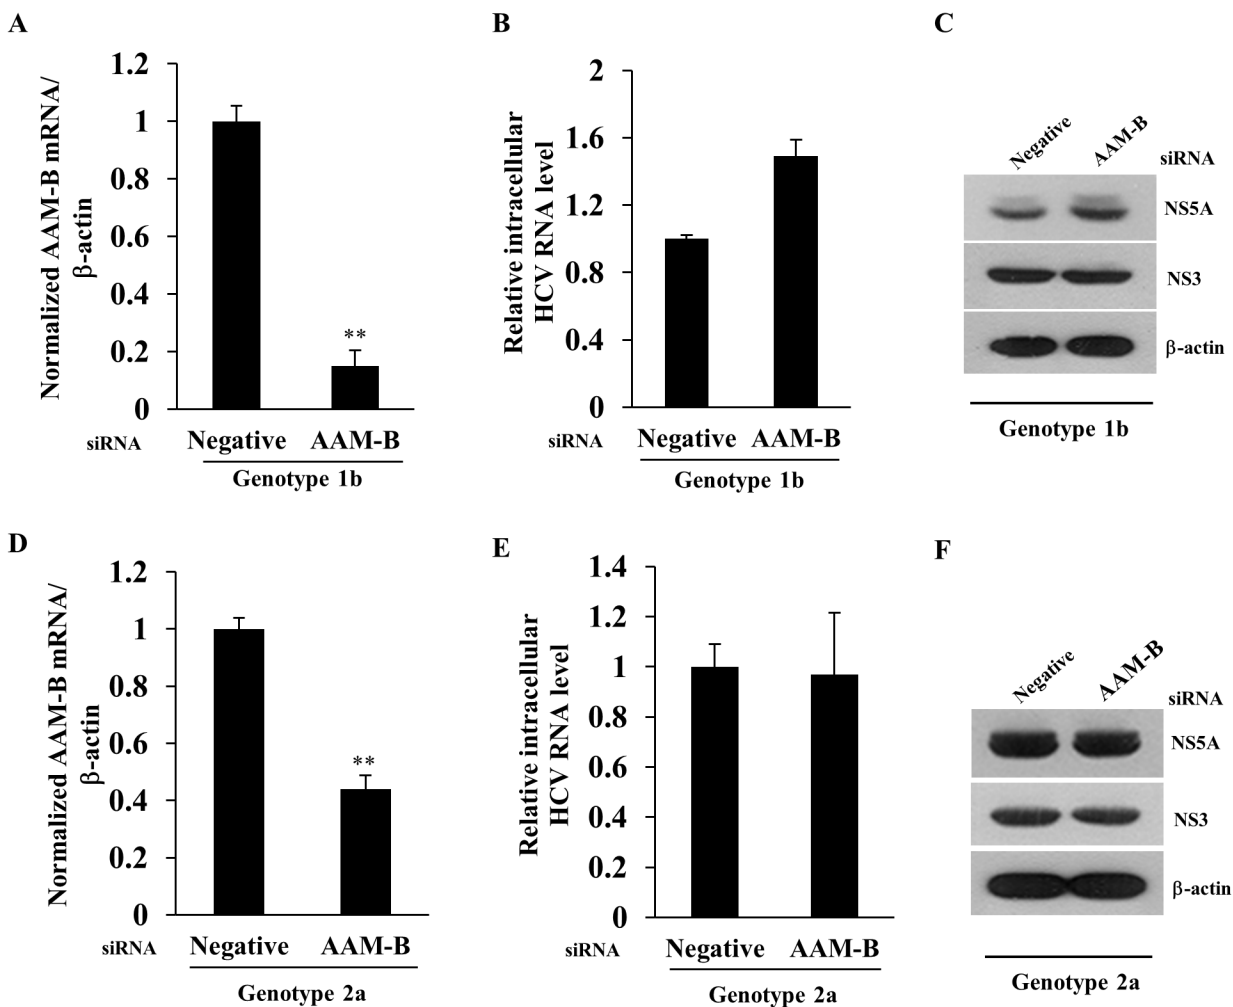 A
Normalized AAM-B mRNA/
β-actin
1.2
1
0.8
0.6
0.4
0.2
0
**
siRNA
Negative AAM-B
Genotype 1b
B
Relative intracellular
HCV RNA level
2
1.6
1.2
0.8
0.4
0
siRNA
Negative AAM-B
Genotype 1b
C
Negative
AAM-B
siRNA
NS5A
NS3
β-actin
Genotype 1b
D
Normalized AAM-B mRNA/
β-actin
1.2
1
0.8
0.6
0.4
0.2
0
**
siRNA
Negative AAM-B
Genotype 2a
E
Relative intracellular
HCV RNA level
1.4
1.2
1
0.8
0.6
0.4
0.2
0
siRNA
Negative AAM-B
Genotype 2a
F
Negative
AAM-B
siRNA
NS5A
NS3
β-actin
Genotype 2a